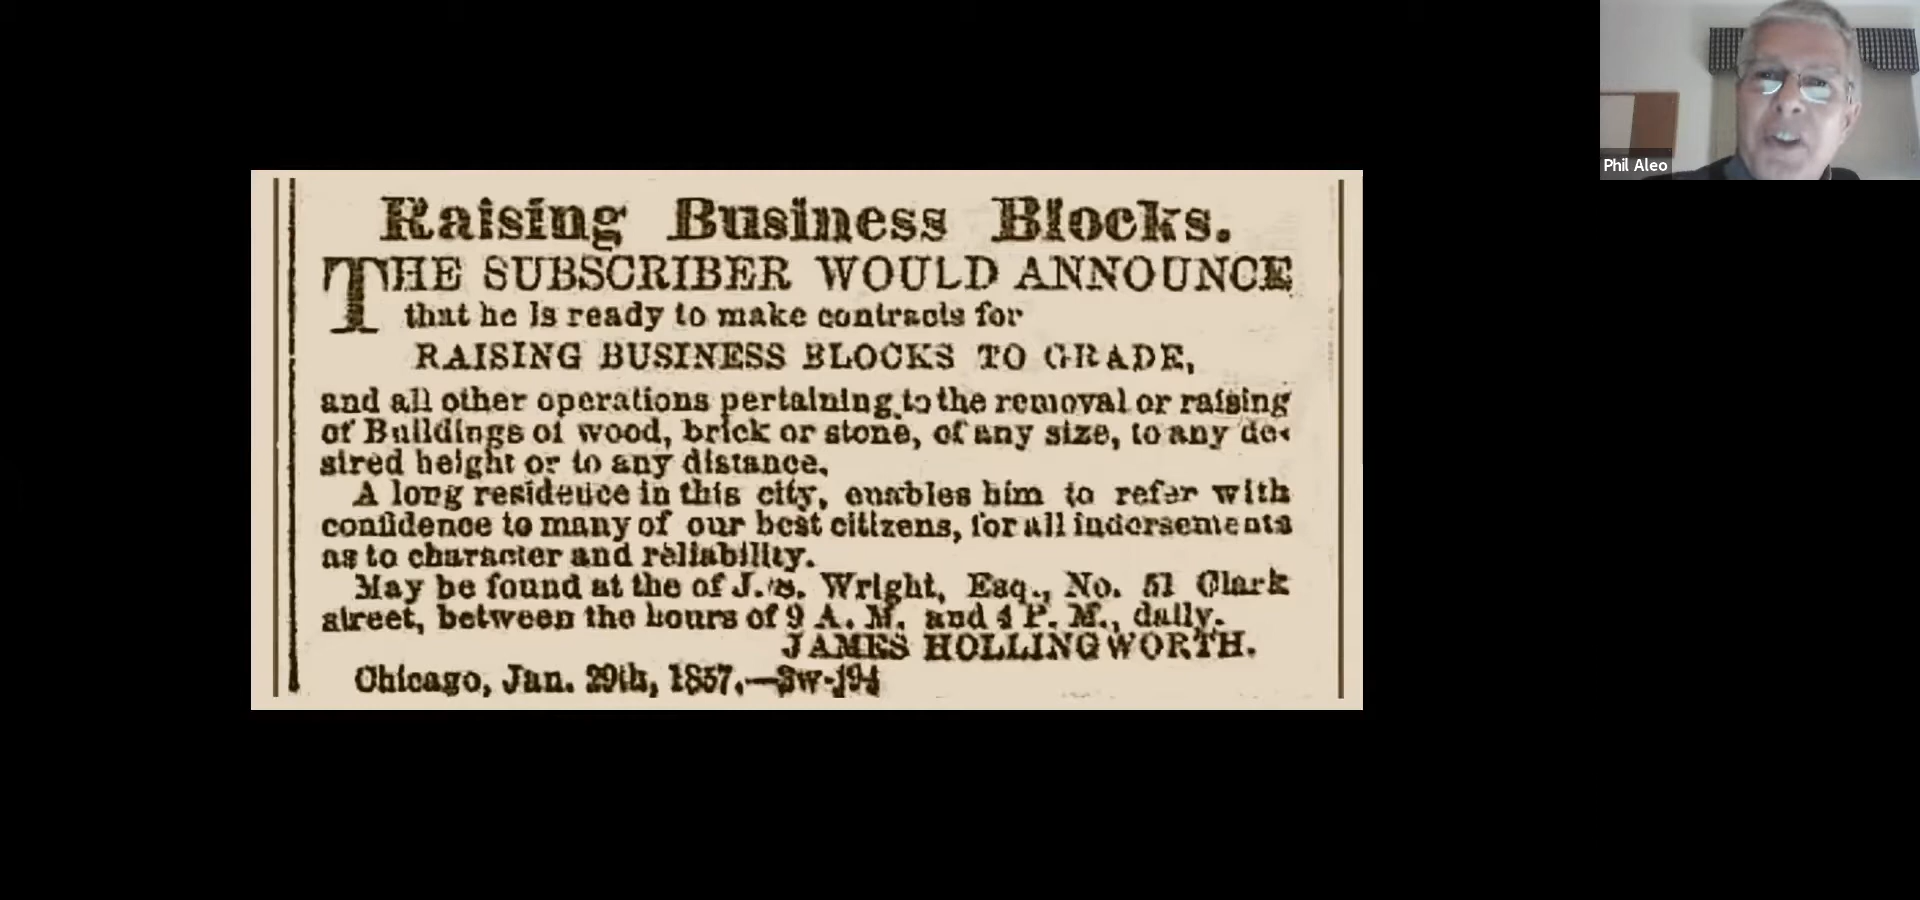 Raising Business Blocks.
THE SUBSCRIBER WOULD ANNOUNCE
that he is ready to make contracts for
RAISING BUSINESS BLOCKS TO GRADE,
and all other operations pertaining to the removal or raising
of Buildings of wood, brick or stone, of any size, to any de-
sired height or to any distance.
A long residence in this city, enables him to refer with
confidence to many of our best citizens, for all indorsements
as to character and reliability.
May be found at the of J. S. Wright, Esq., No. 51 Clark
street, between the hours of 9 A. M. and 4 P. M., daily.
JAMES HOLLINGWORTH.
Chicago, Jan. 29th, 1857.—
Phil Aleo